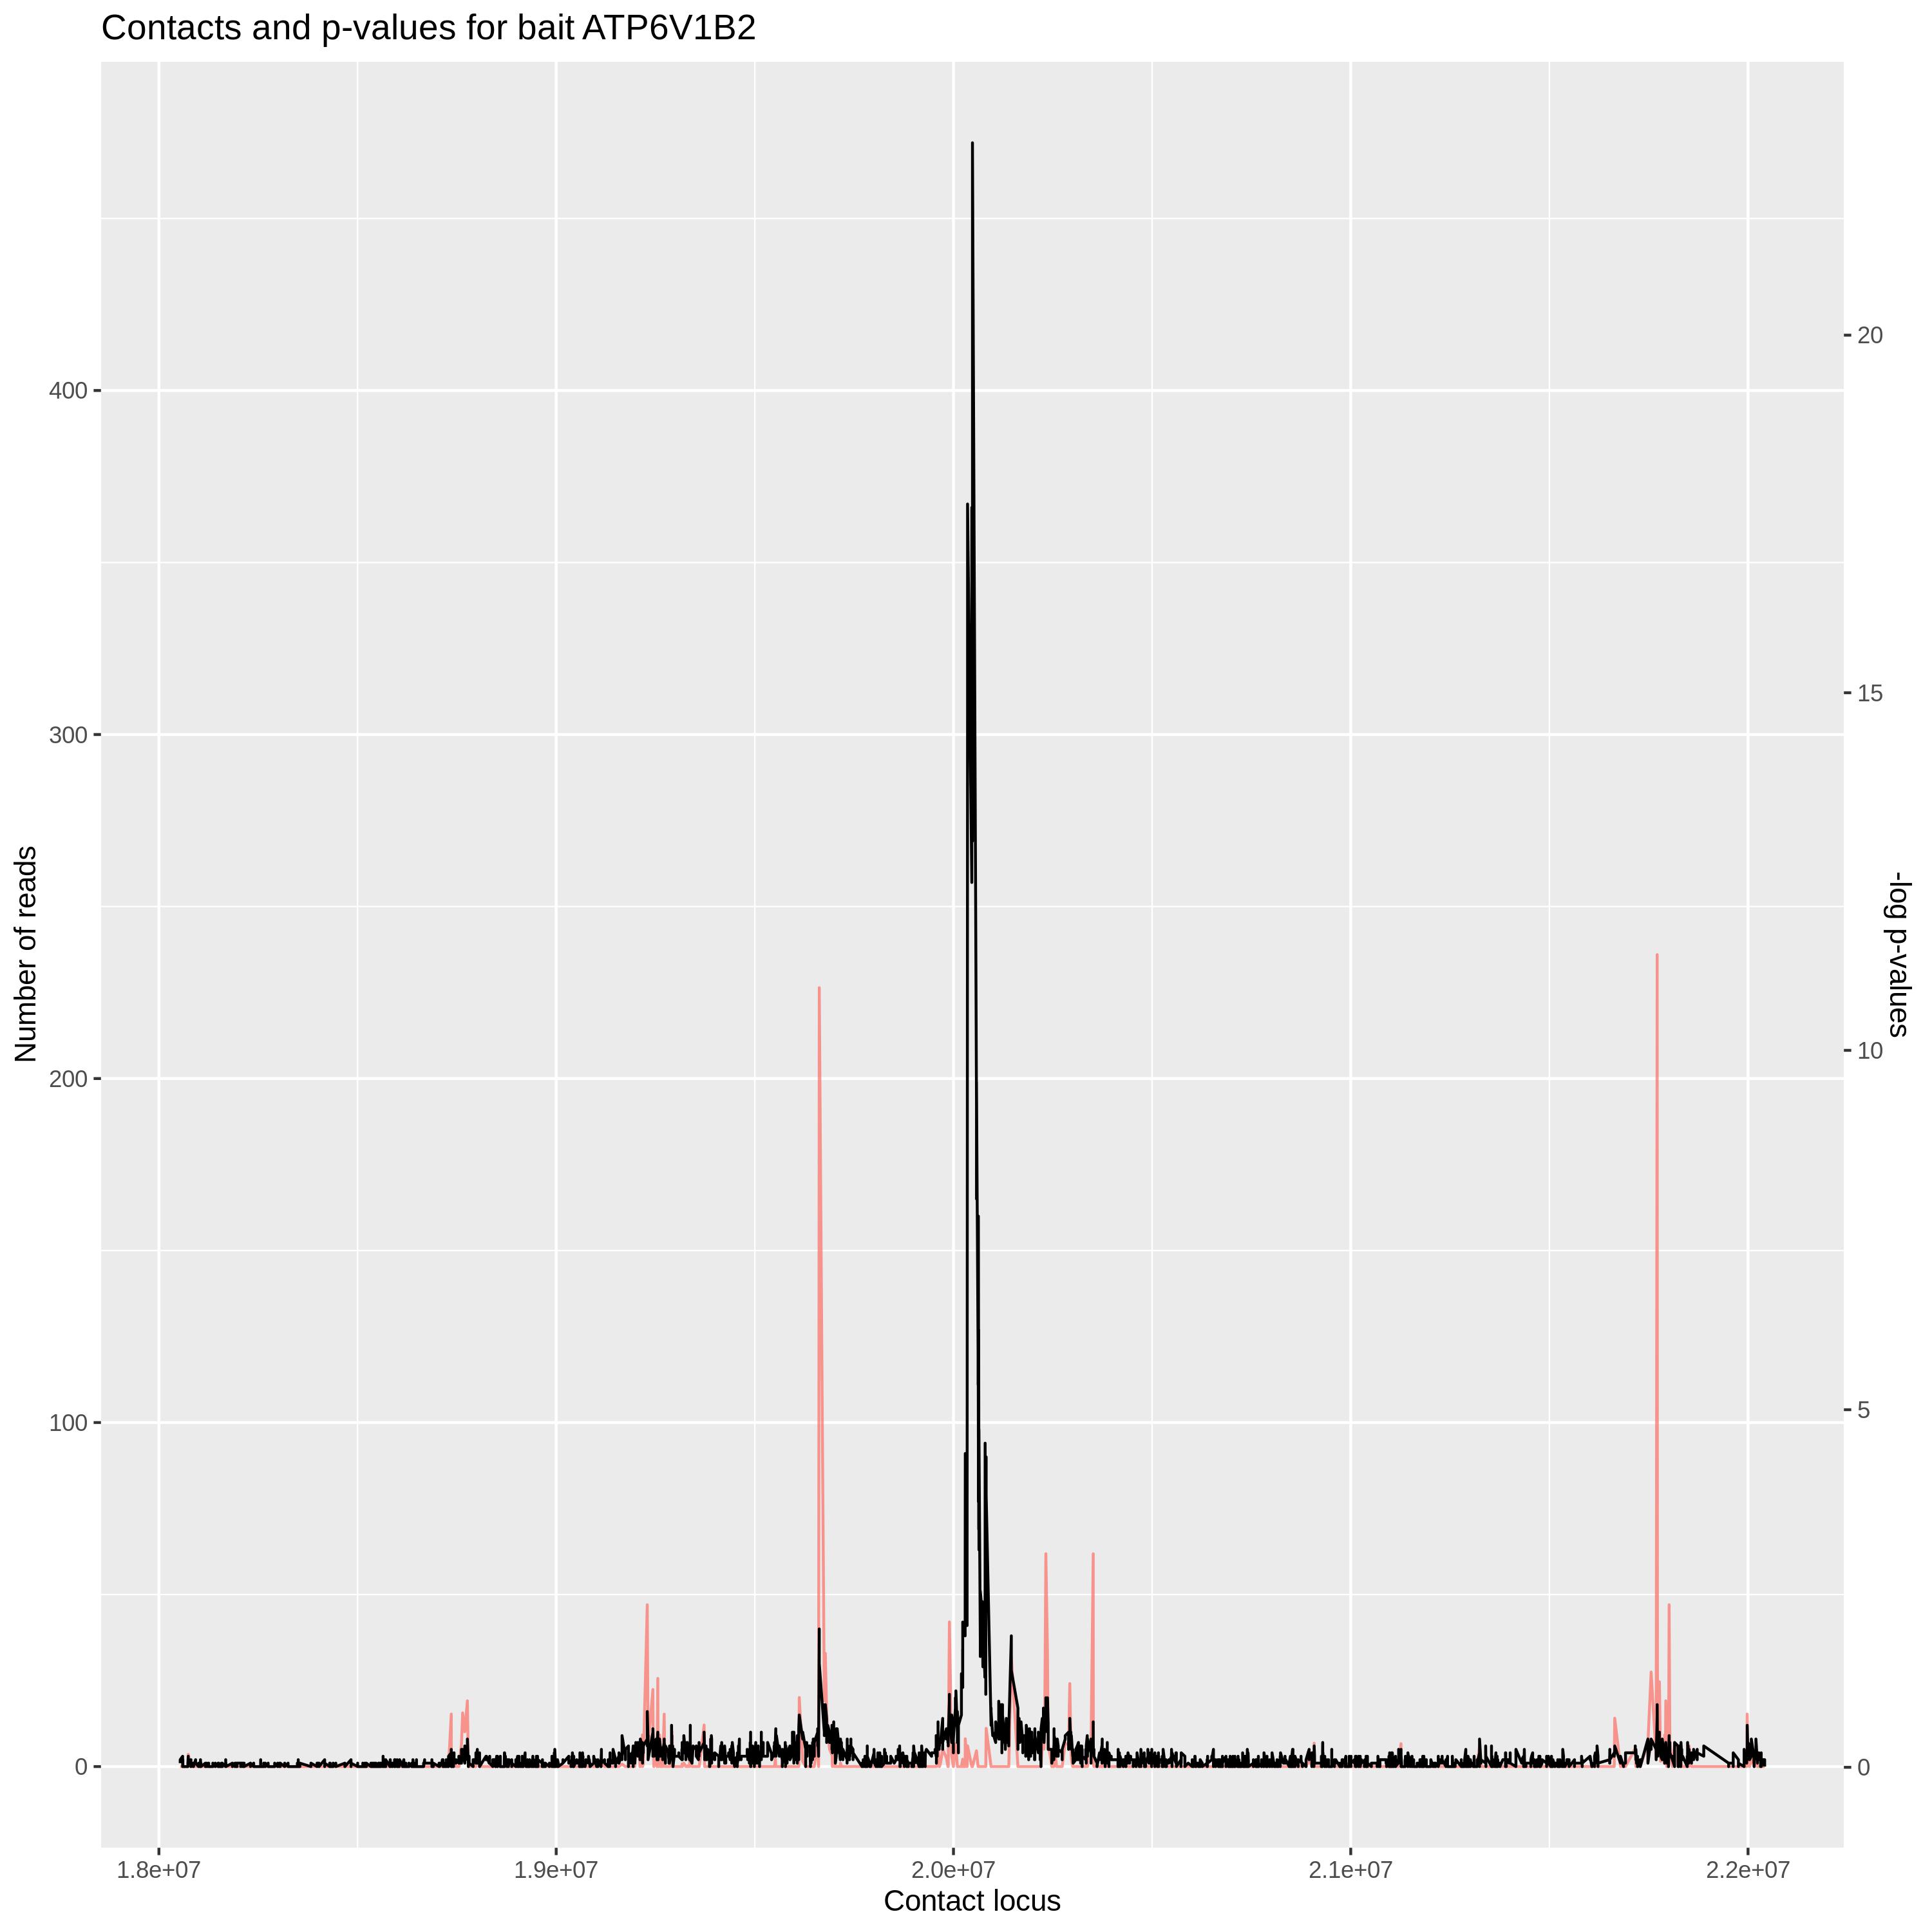 Contacts and p-values for bait ATP6V1B2
Number of reads
400
300
200
100
0
20
15
10
5
0
-log p-values
1.8e+07
1.9e+07
2.0e+07
2.1e+07
2.2e+07
Contact locus